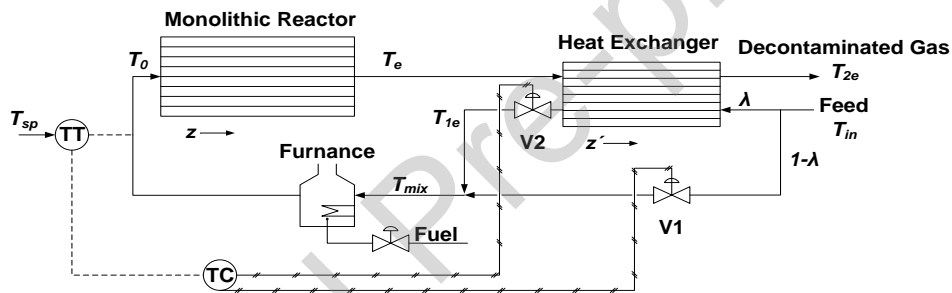 Monolithic Reactor
Heat Exchanger
Decontaminated Gas
T0
Te
T2e
Tsp
TT
z
T1e
V2
λ
Feed
Tin
z´
1-λ
Furnance
Tmix
V1
Fuel
TC